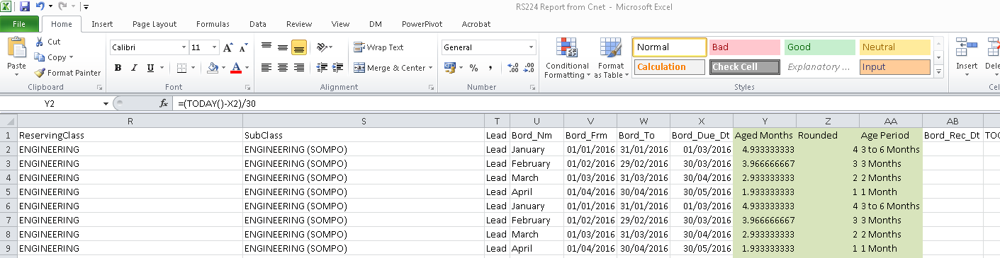 RS224 Report from Cnet - Microsoft Excel
File Home Insert Page Layout Formulas Data Review View DM PowerPivot Acrobat
Cut Calibri 11 A A Wrap Text General Normal Bad Good Neutral
Copy
Paste Format Painter B I U A Merge & Center % , .0 .00 .00 .0 Conditional Formatting Format as Table Calculation Check Cell Explanatory ... Input Insert
Clipboard Font Alignment Number Styles
Y2 fx =(TODAY()-X2)/30
R S T U V W X Y Z AA AB
1 ReservingClass SubClass Lead Bord_Nm Bord_Frm Bord_To Bord_Due_Dt Aged Months Rounded Age Period Bord_Rec_Dt
2 ENGINEERING ENGINEERING (SOMPO) Lead January 01/01/2016 31/01/2016 01/03/2016 4.933333333 4 3 to 6 Months
3 ENGINEERING ENGINEERING (SOMPO) Lead February 01/02/2016 29/02/2016 30/03/2016 3.966666667 3 3 Months
4 ENGINEERING ENGINEERING (SOMPO) Lead March 01/03/2016 31/03/2016 30/04/2016 2.933333333 2 2 Months
5 ENGINEERING ENGINEERING (SOMPO) Lead April 01/04/2016 30/04/2016 30/05/2016 1.933333333 1 1 Month
6 ENGINEERING ENGINEERING (SOMPO) Lead January 01/01/2016 31/01/2016 01/03/2016 4.933333333 4 3 to 6 Months
7 ENGINEERING ENGINEERING (SOMPO) Lead February 01/02/2016 29/02/2016 30/03/2016 3.966666667 3 3 Months
8 ENGINEERING ENGINEERING (SOMPO) Lead March 01/03/2016 31/03/2016 30/04/2016 2.933333333 2 2 Months
9 ENGINEERING ENGINEERING (SOMPO) Lead April 01/04/2016 30/04/2016 30/05/2016 1.933333333 1 1 Month